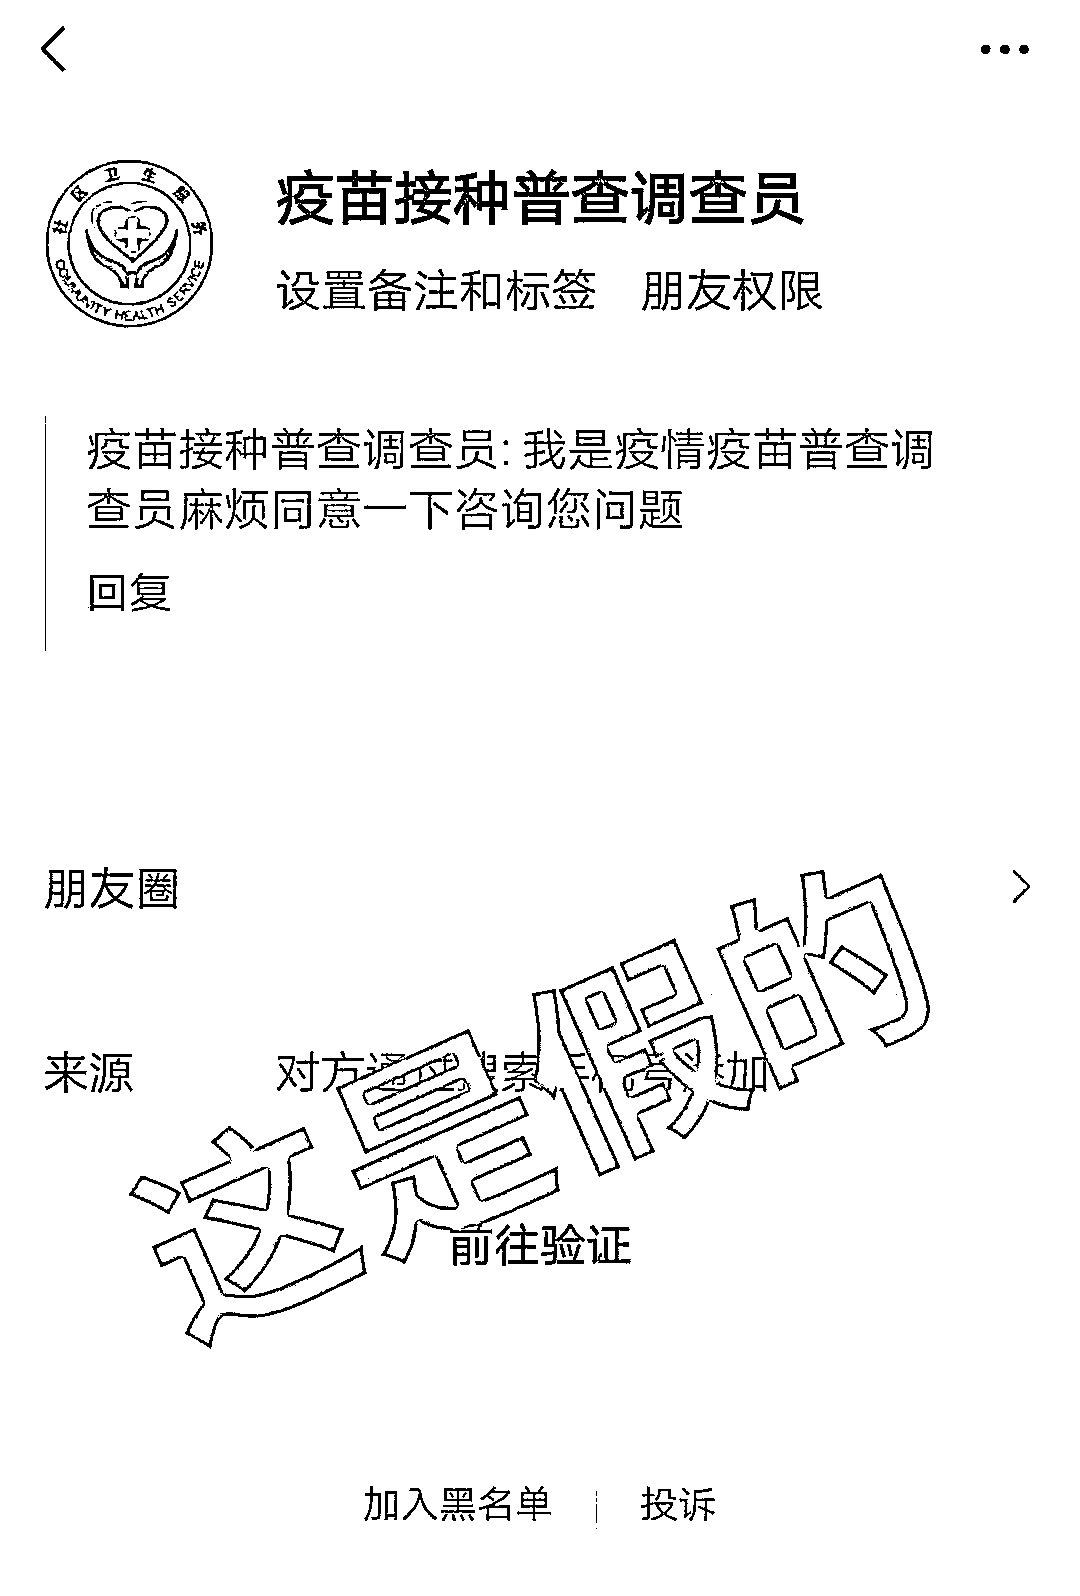 社区卫生服务
COMMUNITY HEALTH SERVICE
疫苗接种普查调查员
设置备注和标签 朋友权限
疫苗接种普查调查员: 我是疫情疫苗普查调
查员麻烦同意一下咨询您问题
回复
朋友圈
来源 对方通过搜索手机号添加
这是假的
前往验证
加入黑名单 投诉